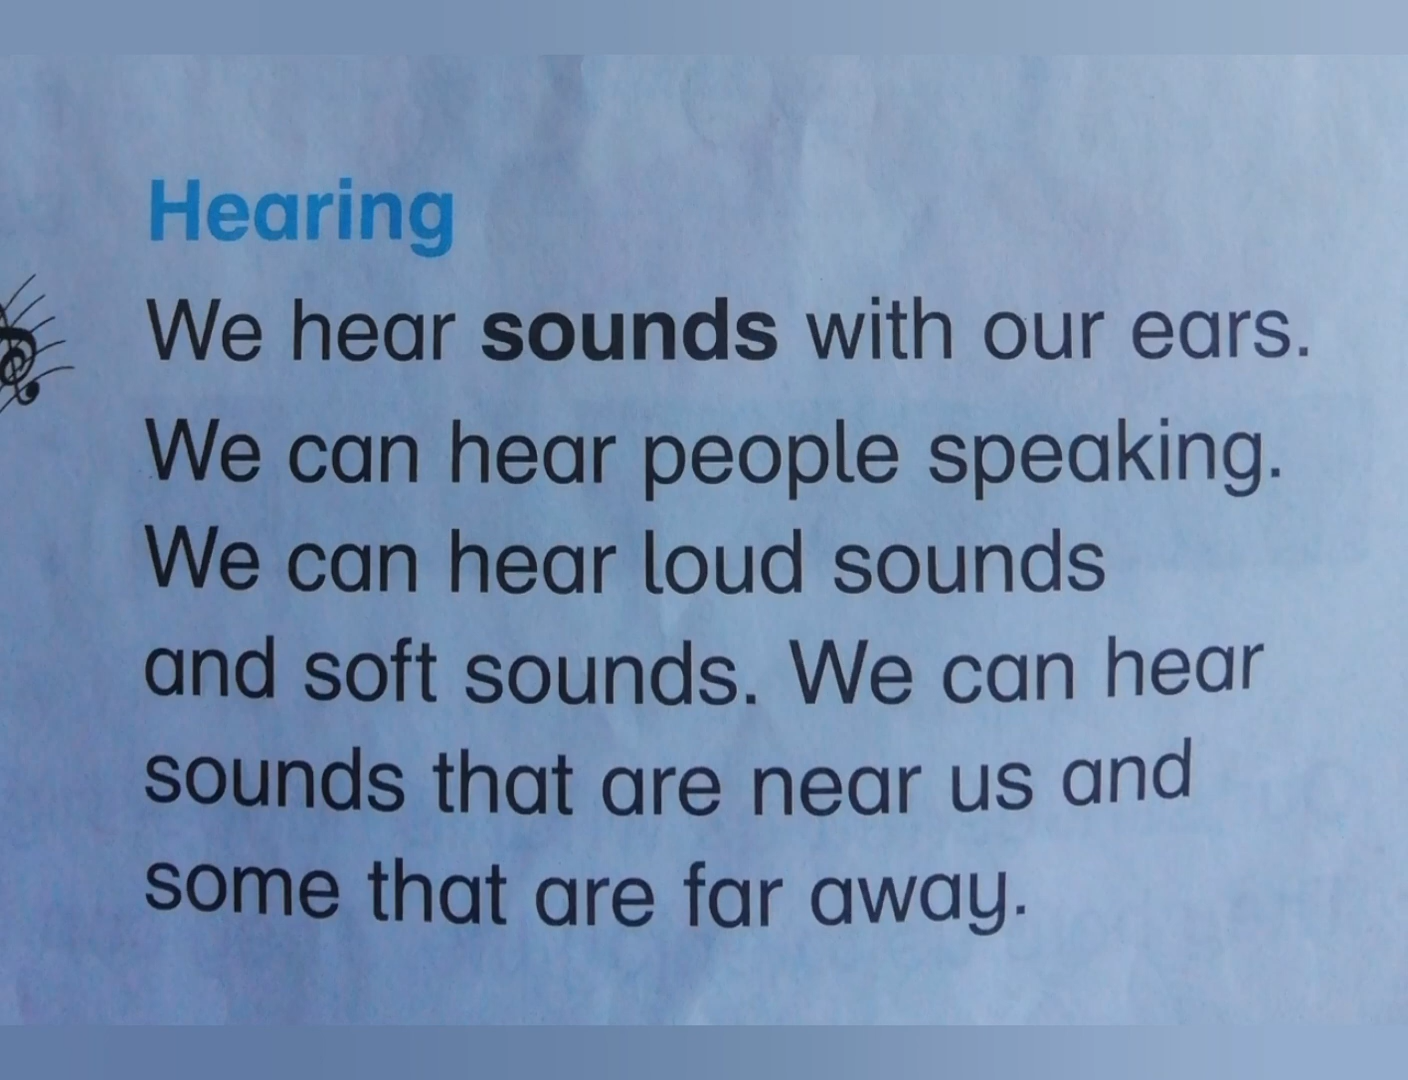 Hearing
We hear sounds with our ears.
We can hear people speaking.
We can hear loud sounds
and soft sounds. We can hear
sounds that are near us and
some that are far away.